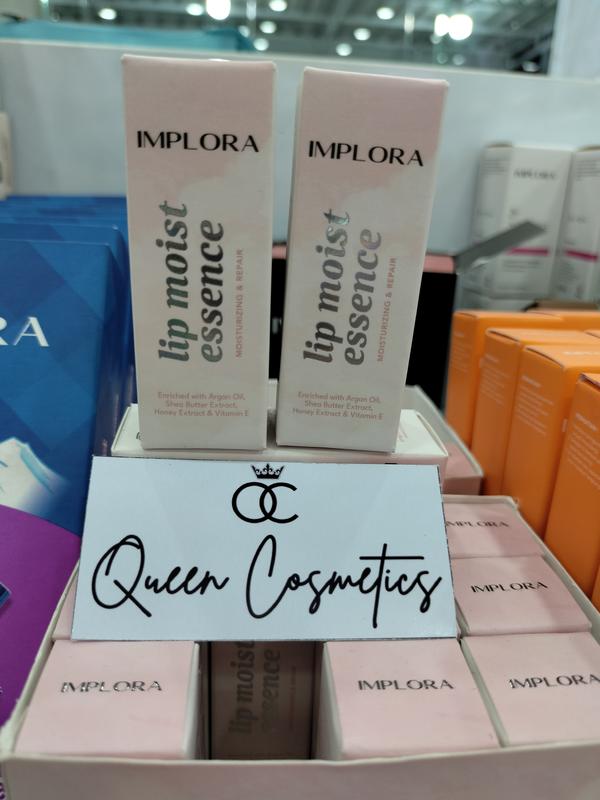 IMPLORA
lip moist
essence
MOISTURIZING & REPAIR
Enriched with Argan Oil,
Shea Butter Extract,
Honey Extract & Vitamin E
IMPLORA
lip moist
essence
MOISTURIZING & REPAIR
Enriched with Argan Oil,
Shea Butter Extract,
Honey Extract & Vitamin E
RA
QC
Queen Cosmetics
IMPLORA
IMPLORA
IMPLORA
lip moist
essence
IMPLORA
IMPLORA